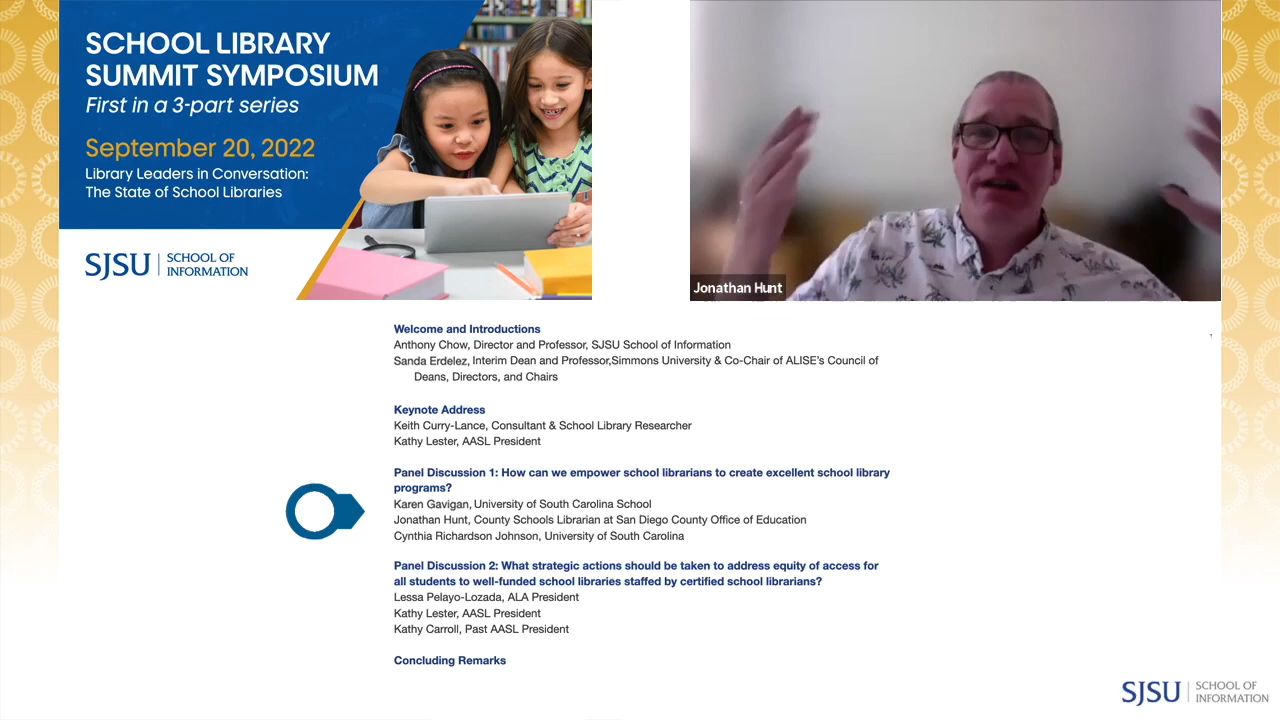 SCHOOL LIBRARY
SUMMIT SYMPOSIUM
First in a 3-part series
September 20, 2022
Library Leaders in Conversation:
The State of School Libraries
SJSU | SCHOOL OF
INFORMATION
Jonathan Hunt
Welcome and Introductions
Anthony Chow, Director and Professor, SJSU School of Information
Sanda Erdelez, Interim Dean and Professor,Simmons University & Co-Chair of ALISE's Council of
Deans, Directors, and Chairs
Keynote Address
Keith Curry-Lance, Consultant & School Library Researcher
Kathy Lester, AASL President
Panel Discussion 1: How can we empower school librarians to create excellent school library
programs?
Karen Gavigan, University of South Carolina School
Jonathan Hunt, County Schools Librarian at San Diego County Office of Education
Cynthia Richardson Johnson, University of South Carolina
Panel Discussion 2: What strategic actions should be taken to address equity of access for
all students to well-funded school libraries staffed by certified school librarians?
Lessa Pelayo-Lozada, ALA President
Kathy Lester, AASL President
Kathy Carroll, Past AASL President
Concluding Remarks
SJSU | SCHOOL OF
INFORMATION